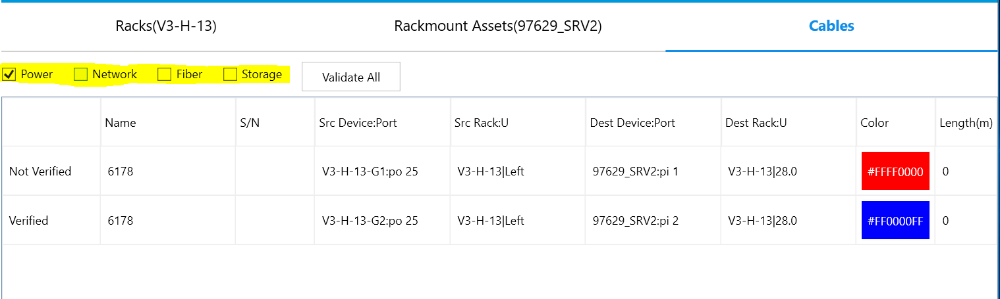 Racks(V3-H-13) Rackmount Assets(97629_SRV2) Cables
Power Network Fiber Storage Validate All
Name S/N Src Device:Port Src Rack:U Dest Device:Port Dest Rack:U Color Length(m)
Not Verified 6178 V3-H-13-G1:po 25 V3-H-13|Left 97629_SRV2:pi 1 V3-H-13|28.0 #FFFF0000 0
Verified 6178 V3-H-13-G2:po 25 V3-H-13|Left 97629_SRV2:pi 2 V3-H-13|28.0 #FF0000FF 0